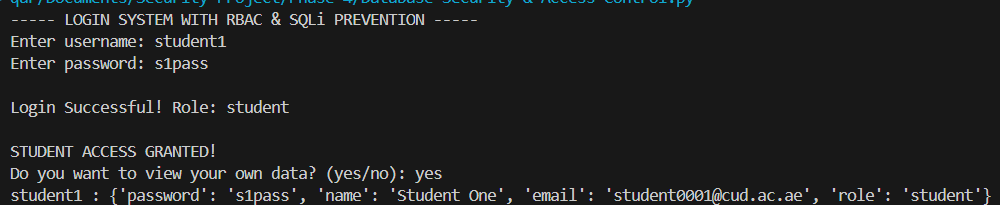 qdr/Documents/Security Project/Phase 4/Database Security & Access Control.py
----- LOGIN SYSTEM WITH RBAC & SQLi PREVENTION -----
Enter username: student1
Enter password: s1pass

Login Successful! Role: student

STUDENT ACCESS GRANTED!
Do you want to view your own data? (yes/no): yes
student1 : {'password': 's1pass', 'name': 'Student One', 'email': 'student0001@cud.ac.ae', 'role': 'student'}